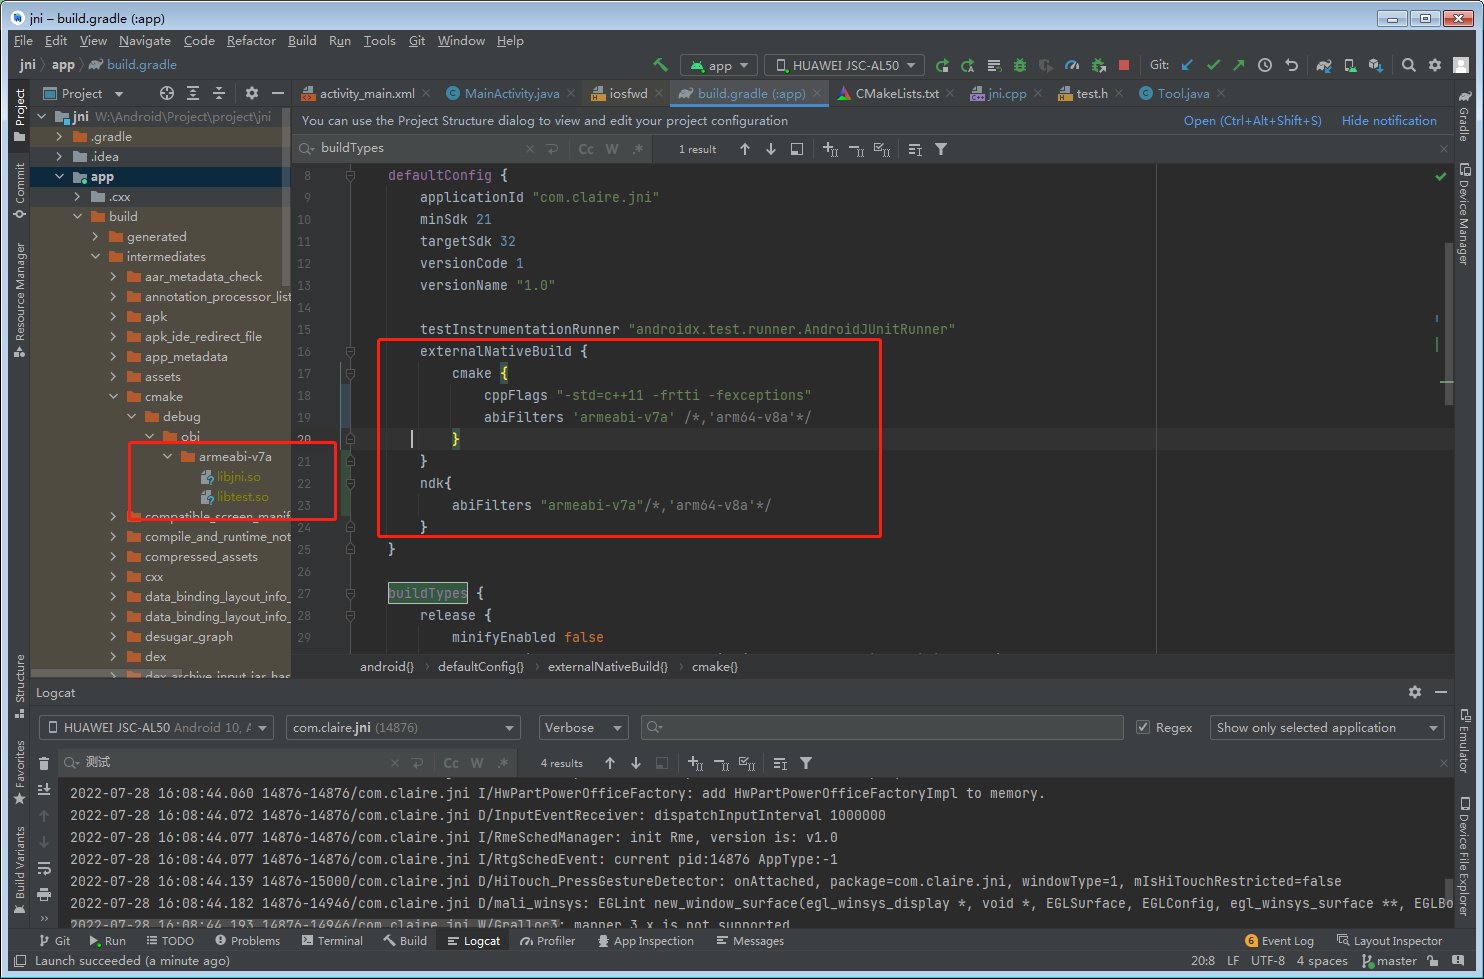 jni – build.gradle (:app)
File Edit View Navigate Code Refactor Build Run Tools Git Window Help
jni app build.gradle
app HUAWEI JSC-AL50 Git:
Project
activity_main.xml MainActivity.java iosfwd build.gradle (:app) CMakeLists.txt jni.cpp test.h Tool.java
You can use the Project Structure dialog to view and edit your project configuration Open (Ctrl+Alt+Shift+S) Hide notification
buildTypes Cc W .* 1 result
Project
Commit
Resource Manager
Structure
Favorites
Build Variants
jni W:\Android\Project\project\jni
.gradle
.idea
app
.cxx
build
generated
intermediates
aar_metadata_check
annotation_processor_list
apk
apk_ide_redirect_file
app_metadata
assets
cmake
debug
obj
armeabi-v7a
libjni.so
libtest.so
compatible_screen_manif
compile_and_runtime_not
compressed_assets
cxx
data_binding_layout_info_
data_binding_layout_info_
desugar_graph
dex
dex_archive_input_jar_has
8 defaultConfig {
9 applicationId "com.claire.jni"
10 minSdk 21
11 targetSdk 32
12 versionCode 1
13 versionName "1.0"
14
15 testInstrumentationRunner "androidx.test.runner.AndroidJUnitRunner"
16 externalNativeBuild {
17 cmake {
18 cppFlags "-std=c++11 -frtti -fexceptions"
19 abiFilters 'armeabi-v7a' /*,'arm64-v8a'*/
20 }
21 }
22 ndk{
23 abiFilters "armeabi-v7a"/*,'arm64-v8a'*/
24 }
25 }
26
27 buildTypes {
28 release {
29 minifyEnabled false
android{} defaultConfig{} externalNativeBuild{} cmake{}
Gradle
Device Manager
Emulator
Device File Explorer
Logcat
HUAWEI JSC-AL50 Android 10, A com.claire.jni (14876) Verbose Regex Show only selected application
测试 Cc W .* 4 results
2022-07-28 16:08:44.060 14876-14876/com.claire.jni I/HwPartPowerOfficeFactory: add HwPartPowerOfficeFactoryImpl to memory.
2022-07-28 16:08:44.072 14876-14876/com.claire.jni D/InputEventReceiver: dispatchInputInterval 1000000
2022-07-28 16:08:44.077 14876-14876/com.claire.jni I/RmeSchedManager: init Rme, version is: v1.0
2022-07-28 16:08:44.077 14876-14876/com.claire.jni I/RtgSchedEvent: current pid:14876 AppType:-1
2022-07-28 16:08:44.139 14876-15000/com.claire.jni D/HiTouch_PressGestureDetector: onAttached, package=com.claire.jni, windowType=1, mIsHiTouchRestricted=false
2022-07-28 16:08:44.182 14876-14946/com.claire.jni D/mali_winsys: EGLint new_window_surface(egl_winsys_display *, void *, EGLSurface, EGLConfig, egl_winsys_surface **, EGLBo
2022-07-28 16:08:44.193 14876-14946/com.claire.jni W/Gralloc3: mapper 3.x is not supported
Git Run TODO Problems Terminal Build Logcat Profiler App Inspection Messages 6 Event Log Layout Inspector
Launch succeeded (a minute ago) 20:8 LF UTF-8 4 spaces master